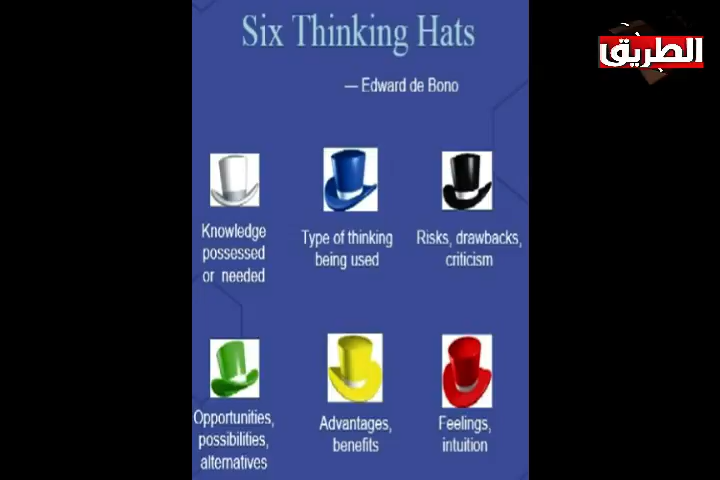 Six Thinking Hats
الطريق
— Edward de Bono
Knowledge
possessed
or needed
Type of thinking
being used
Risks, drawbacks,
criticism
Opportunities,
possibilities,
alternatives
Advantages,
benefits
Feelings,
intuition